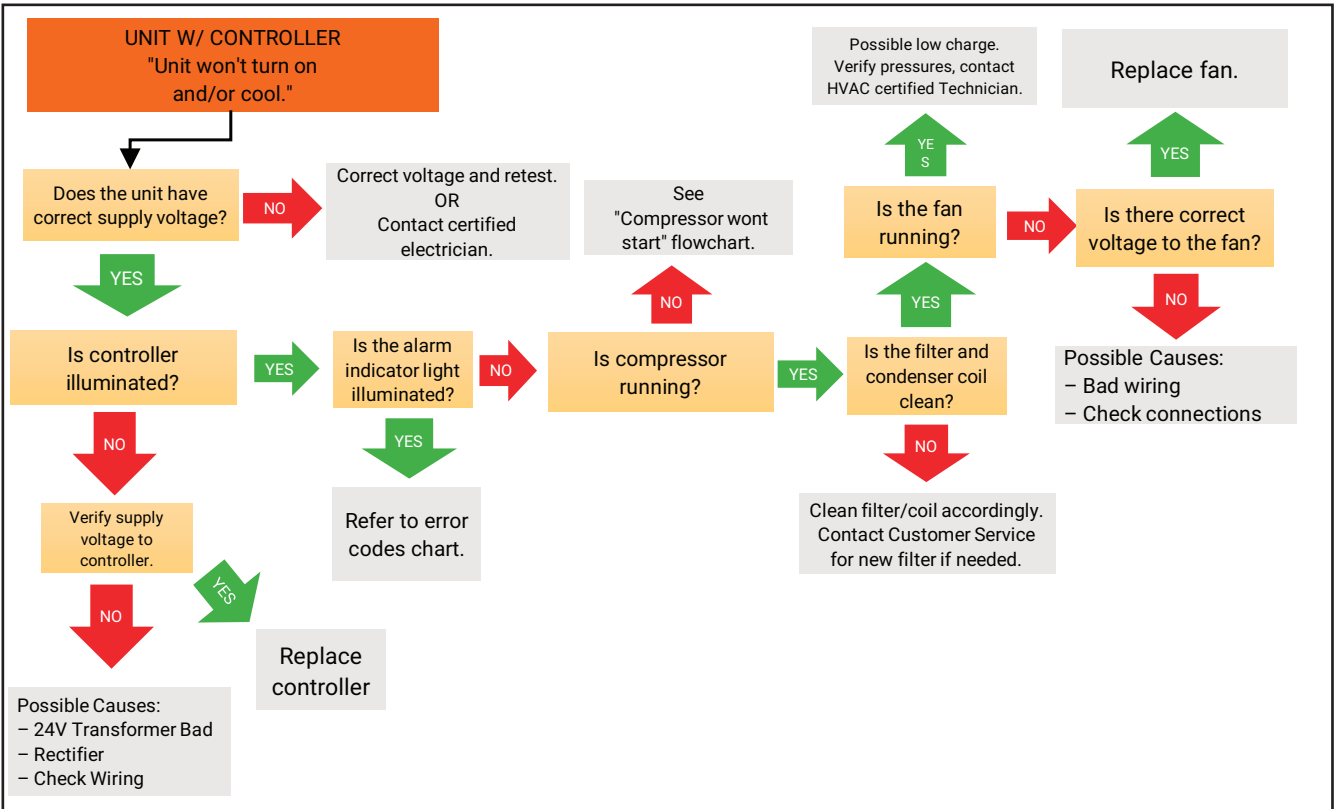 UNIT W/ CONTROLLER
"Unit won't turn on
and/or cool."
Does the unit have
correct supply voltage?
NO
Correct voltage and retest.
OR
Contact certified
electrician.
YES
Is controller
illuminated?
YES
Is the alarm
indicator light
illuminated?
NO
Is compressor
running?
NO
See
"Compressor wont
start" flowchart.
YES
Is the filter and
condenser coil
clean?
YES
Is the fan
running?
YE
S
Possible low charge.
Verify pressures, contact
HVAC certified Technician.
NO
Is there correct
voltage to the fan?
YES
Replace fan.
NO
Possible Causes:
– Bad wiring
– Check connections
NO
Clean filter/coil accordingly.
Contact Customer Service
for new filter if needed.
YES
Refer to error
codes chart.
NO
Verify supply
voltage to
controller.
YES
Replace
controller
NO
Possible Causes:
– 24V Transformer Bad
– Rectifier
– Check Wiring